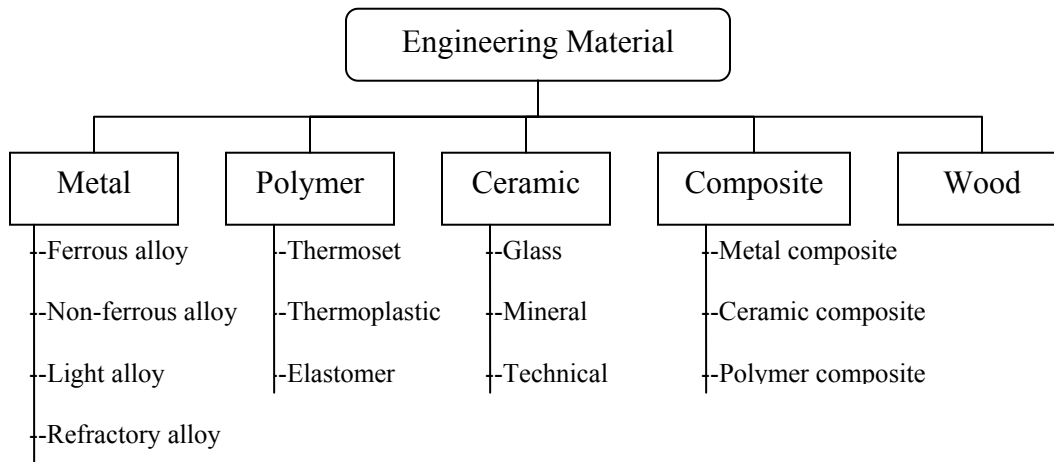 Engineering Material
Metal
Ferrous alloy
Non-ferrous alloy
Light alloy
Refractory alloy
Polymer
Thermoset
Thermoplastic
Elastomer
Ceramic
Glass
Mineral
Technical
Composite
Metal composite
Ceramic composite
Polymer composite
Wood